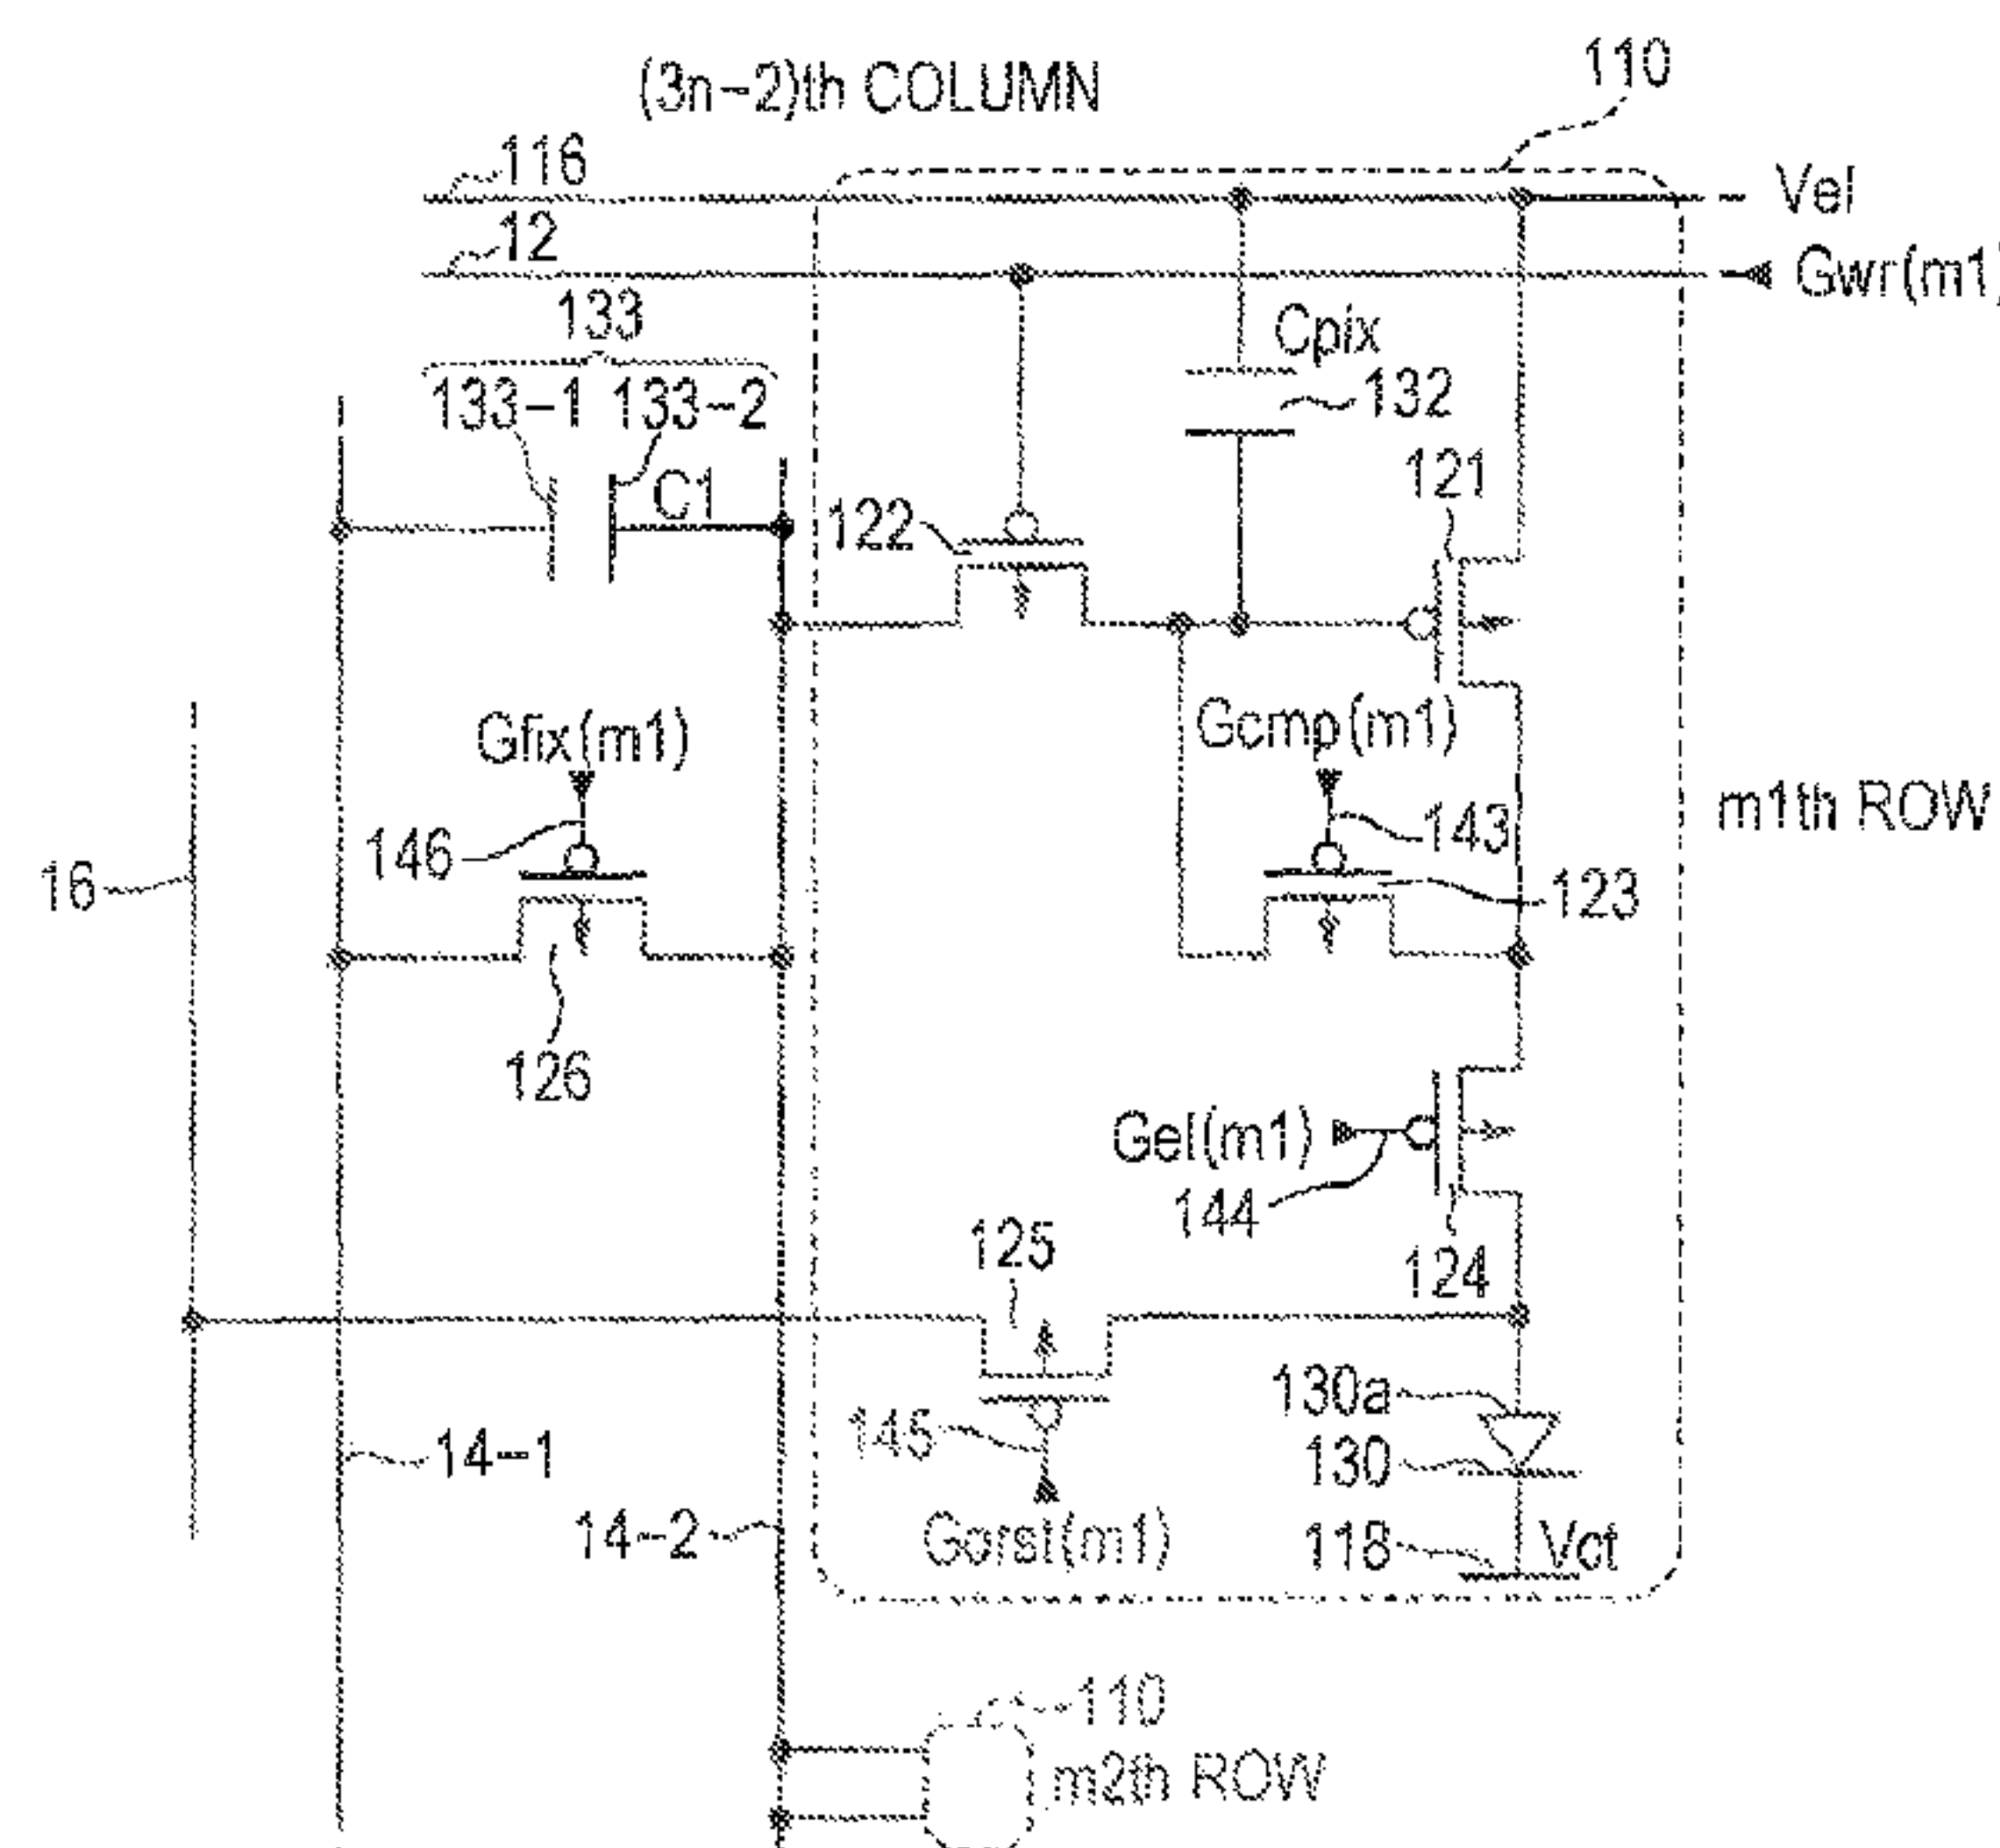 (3n-2)th COLUMN
110
116
Vel
12
Gwr(m1)
133
133-1 133-2
Cpix
132
C1
122
121
Gfix(m1)
Gcmp(m1)
146
143
m1th ROW
16
123
126
Gel(m1)
144
125
124
130a
145
130
14-1
14-2
Gorst(m1)
118
Vct
110
m2th ROW